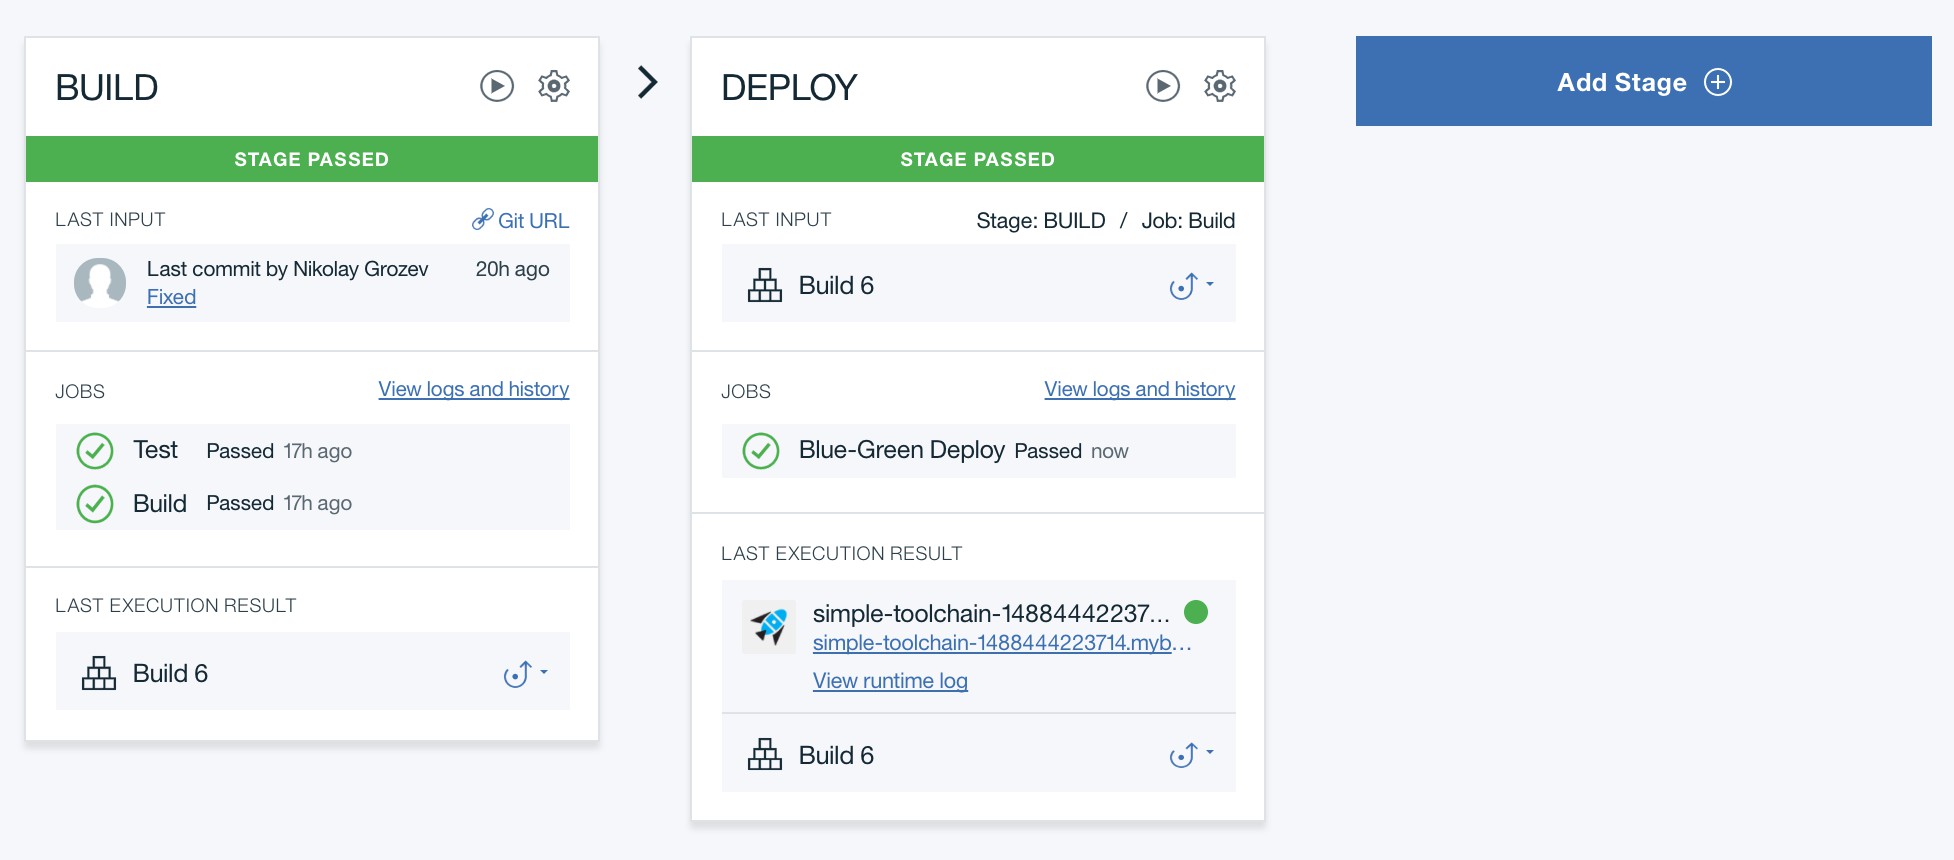 BUILD
STAGE PASSED
LAST INPUT
Git URL
Last commit by Nikolay Grozev 20h ago
Fixed
JOBS
View logs and history
Test Passed 17h ago
Build Passed 17h ago
LAST EXECUTION RESULT
Build 6
DEPLOY
STAGE PASSED
LAST INPUT
Stage: BUILD / Job: Build
Build 6
JOBS
View logs and history
Blue-Green Deploy Passed now
LAST EXECUTION RESULT
simple-toolchain-14884442237...
simple-toolchain-1488444223714.myb...
View runtime log
Build 6
Add Stage